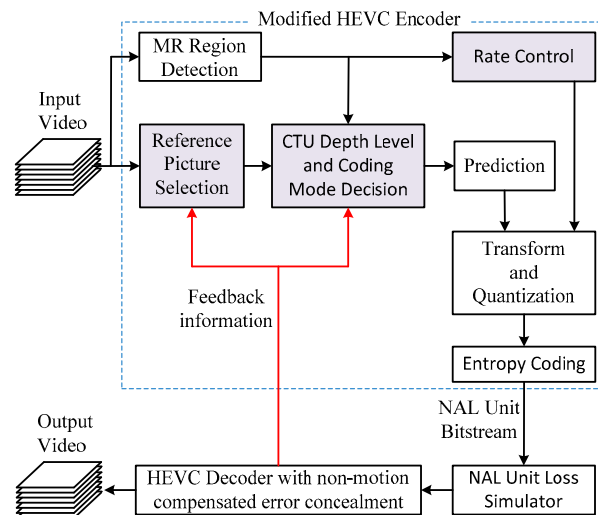 Modified HEVC Encoder
MR Region
Detection
Rate Control
Input
Video
Reference
Picture
Selection
CTU Depth Level
and Coding
Mode Decision
Prediction
Transform
and
Quantization
Feedback
information
Entropy Coding
NAL Unit
Bitstream
Output
Video
HEVC Decoder with non-motion
compensated error concealment
NAL Unit Loss
Simulator